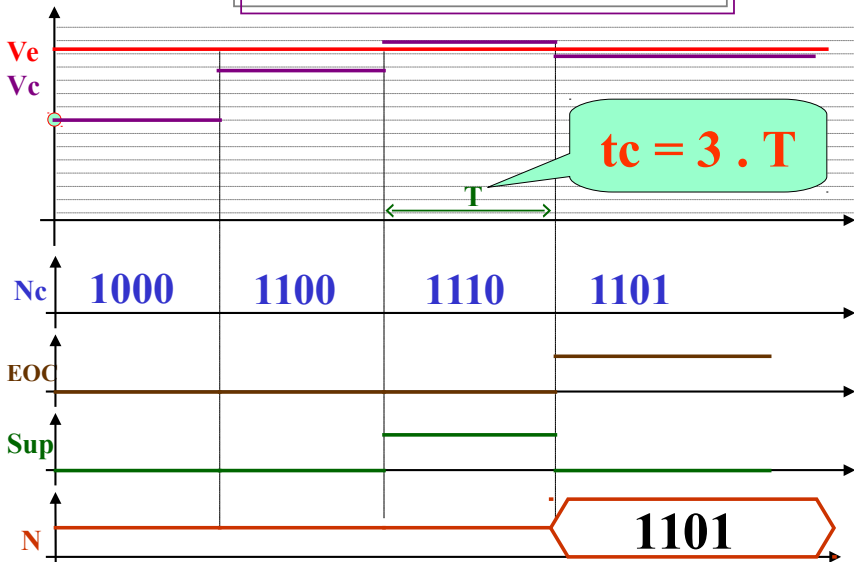 Ve
Vc
tc = 3 . T
T
Nc 1000 1100 1110 1101
EOC
Sup
N 1101